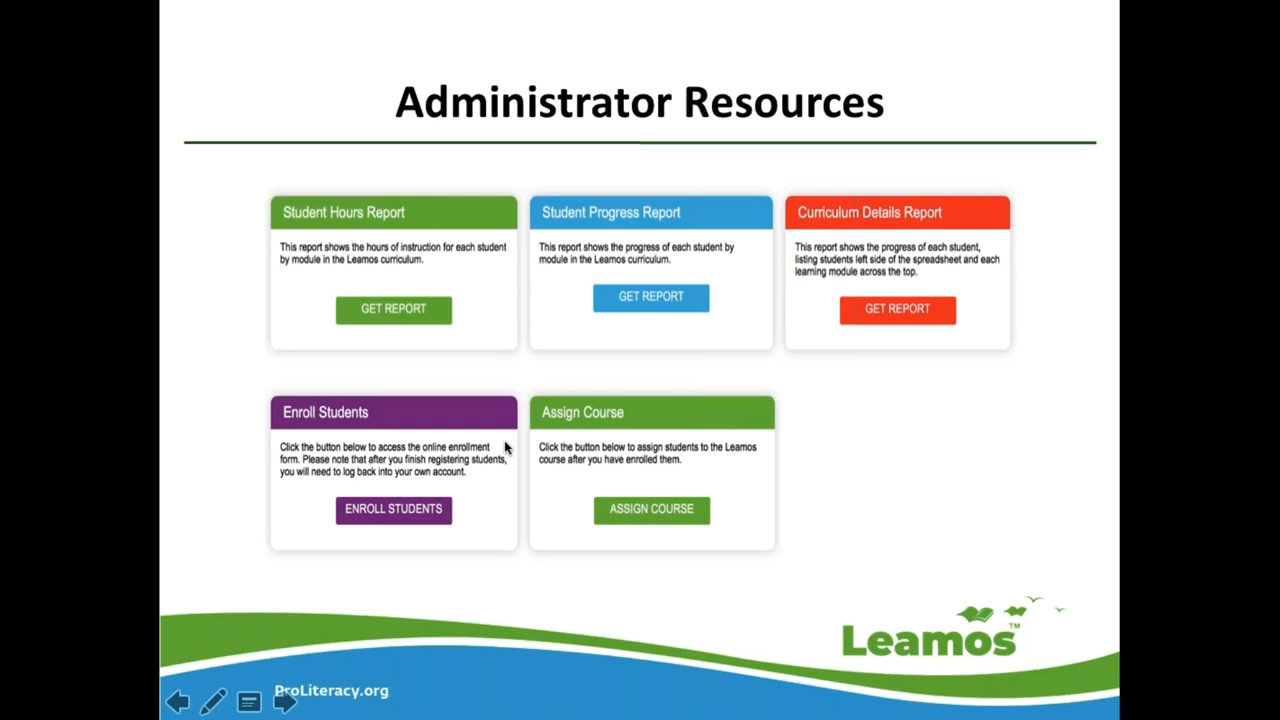 Administrator Resources
Student Hours Report
This report shows the hours of instruction for each student
by module in the Leamos curriculum.
GET REPORT
Student Progress Report
This report shows the progress of each student by
module in the Leamos curriculum.
GET REPORT
Curriculum Details Report
This report shows the progress of each student,
listing students left side of the spreadsheet and each
learning module across the top.
GET REPORT
Enroll Students
Click the button below to access the online enrollment
form. Please note that after you finish registering students,
you will need to log back into your own account.
ENROLL STUDENTS
Assign Course
Click the button below to assign students to the Leamos
course after you have enrolled them.
ASSIGN COURSE
Leamos™
ProLiteracy.org